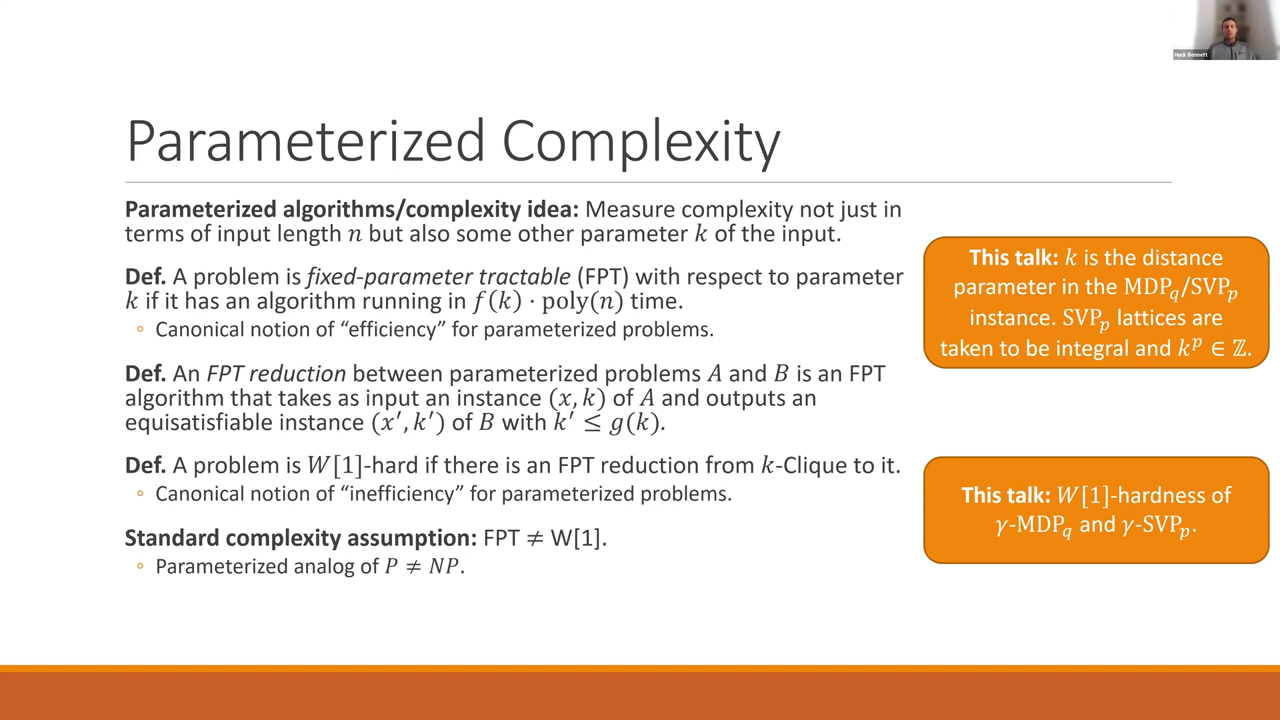 Huck Bennett
Parameterized Complexity
Parameterized algorithms/complexity idea: Measure complexity not just in
terms of input length n but also some other parameter k of the input.
Def. A problem is fixed-parameter tractable (FPT) with respect to parameter
k if it has an algorithm running in f(k) · poly(n) time.
◦ Canonical notion of “efficiency” for parameterized problems.
Def. An FPT reduction between parameterized problems A and B is an FPT
algorithm that takes as input an instance (x, k) of A and outputs an
equisatisfiable instance (x′, k′) of B with k′ ≤ g(k).
Def. A problem is W[1]-hard if there is an FPT reduction from k-Clique to it.
◦ Canonical notion of “inefficiency” for parameterized problems.
Standard complexity assumption: FPT ≠ W[1].
◦ Parameterized analog of P ≠ NP.
This talk: k is the distance
parameter in the MDP_q/SVP_p
instance. SVP_p lattices are
taken to be integral and k^p ∈ ℤ.
This talk: W[1]-hardness of
γ-MDP_q and γ-SVP_p.